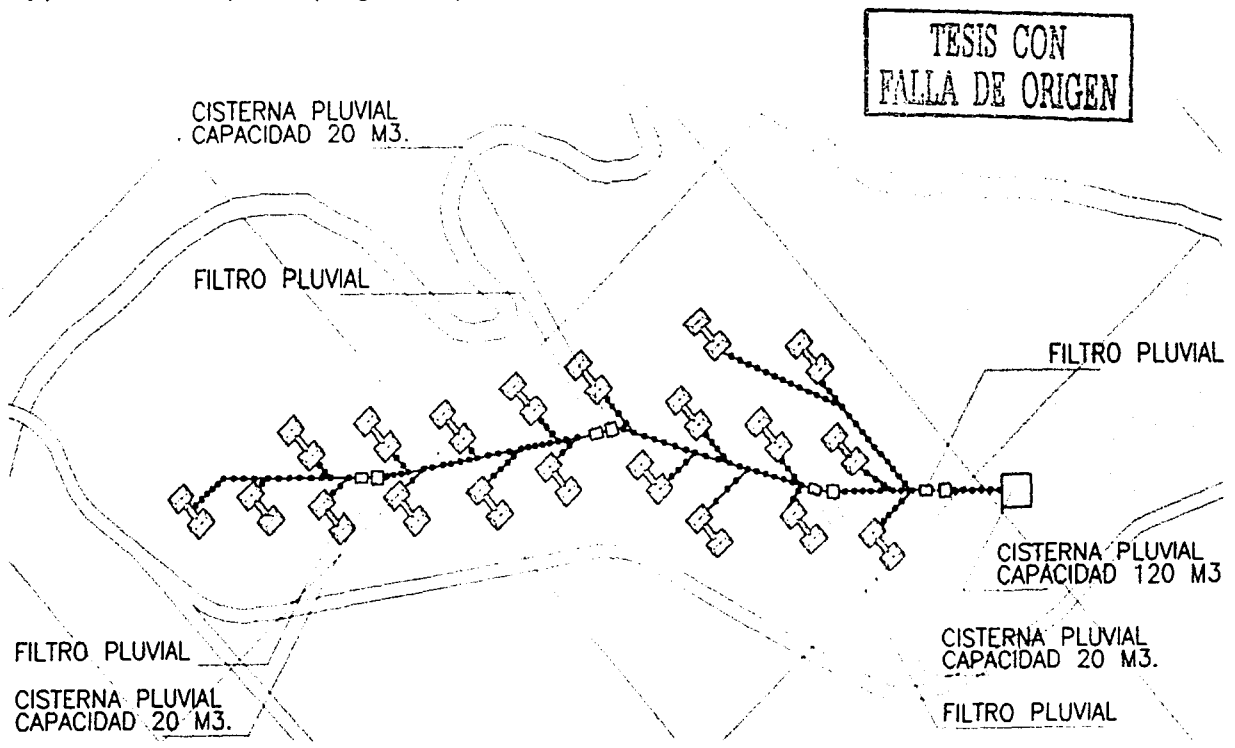 TESIS CON
FALLA DE ORIGEN
CISTERNA PLUVIAL
CAPACIDAD 20 M3.
FILTRO PLUVIAL
FILTRO PLUVIAL
CISTERNA PLUVIAL
CAPACIDAD 120 M3
FILTRO PLUVIAL
CISTERNA PLUVIAL
CAPACIDAD 20 M3.
CISTERNA PLUVIAL
CAPACIDAD 20 M3.
FILTRO PLUVIAL